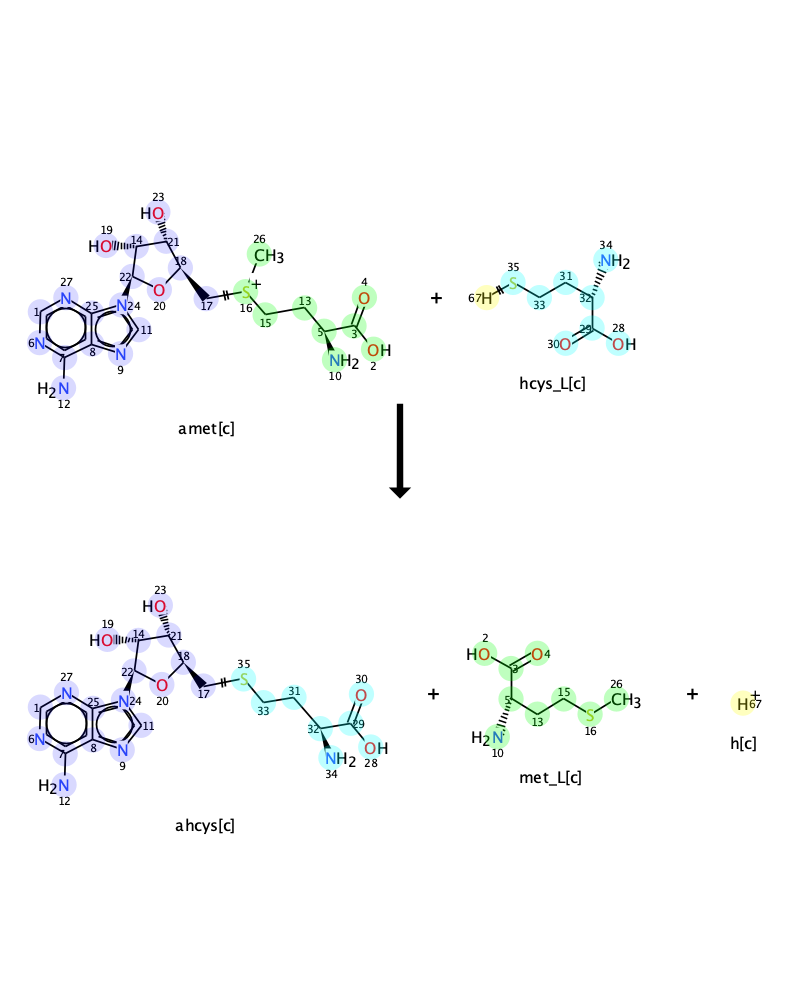 23
HO
19
HO
14
21
18
26
CH3
+
22
O
20
17
S
16
13
4
O
15
5
3
OH
2
NH2
10
27
N
1
25
N
24
11
6
N
7
8
N
9
H2N
12
amet[c]
+
67
H
35
S
33
31
32
34
NH2
29
30
O
28
OH
hcys_L[c]
23
HO
19
HO
14
21
18
22
O
20
17
35
S
33
31
30
O
32
29
OH
28
NH2
34
27
N
1
25
N
24
11
6
N
8
N
9
H2N
12
ahcys[c]
+
2
HO
O
4
3
5
H2N
10
13
15
S
16
26
CH3
met_L[c]
+
H+
67
h[c]